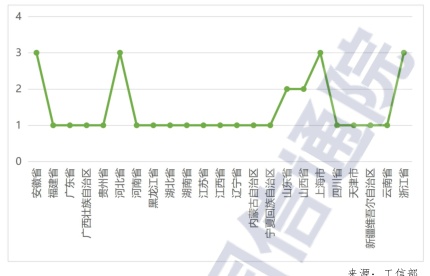 4
3
2
1
0
安徽省
福建省
广东省
广西壮族自治区
贵州省
河北省
河南省
黑龙江省
湖北省
湖南省
江苏省
江西省
辽宁省
内蒙古自治区
宁夏回族自治区
山东省
山西省
上海市
四川省
天津市
新疆维吾尔自治区
云南省
浙江省
信通院
来源：工信部